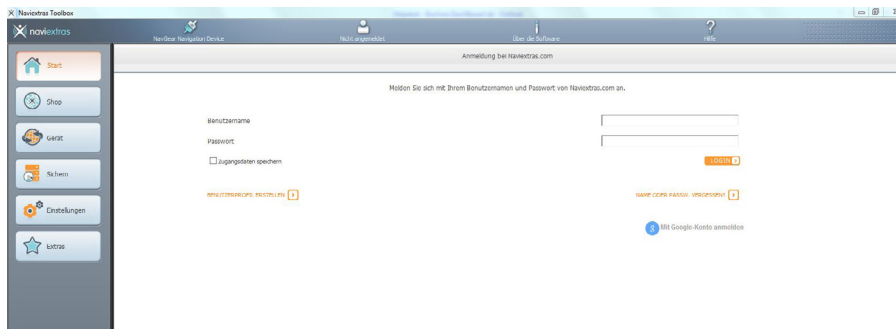 Naviextras Toolbox
naviextras
NavGear Navigation Device
Nicht angemeldet
Über die Software
Hilfe
Anmeldung bei Naviextras.com
Start
Shop
Gerät
Sichern
Einstellungen
Extras
Melden Sie sich mit Ihrem Benutzernamen und Passwort von Naviextras.com an.
Benutzername
Passwort
Zugangsdaten speichern
LOGIN
BENUTZERPROFIL ERSTELLEN
NAME ODER PASSW. VERGESSEN?
g Mit Google-Konto anmelden